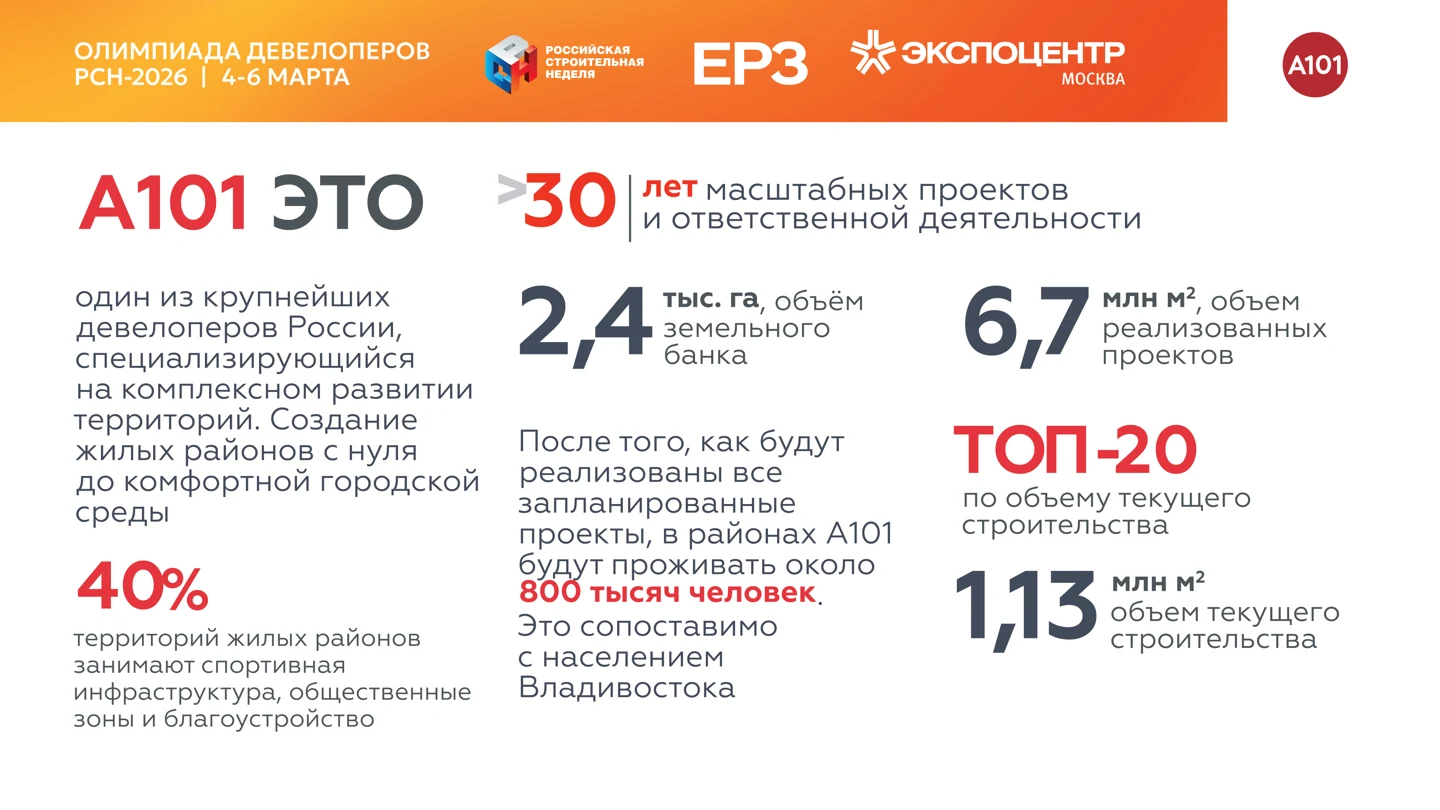 ОЛИМПИАДА ДЕВЕЛОПЕРОВ
РСН-2026 | 4-6 МАРТА
РСН
РОССИЙСКАЯ
СТРОИТЕЛЬНАЯ
НЕДЕЛЯ
ЕРЗ
ЭКСПОЦЕНТР
МОСКВА
А101
А101 ЭТО
один из крупнейших
девелоперов России,
специализирующийся
на комплексном развитии
территорий. Создание
жилых районов с нуля
до комфортной городской
среды
40%
территорий жилых районов
занимают спортивная
инфраструктура, общественные
зоны и благоустройство
>30
лет масштабных проектов
и ответственной деятельности
2,4
тыс. га, объём
земельного
банка
После того, как будут
реализованы все
запланированные
проекты, в районах А101
будут проживать около
800 тысяч человек.
Это сопоставимо
с населением
Владивостока
6,7
млн м², объем
реализованных
проектов
ТОП-20
по объему текущего
строительства
1,13
млн м²
объем текущего
строительства